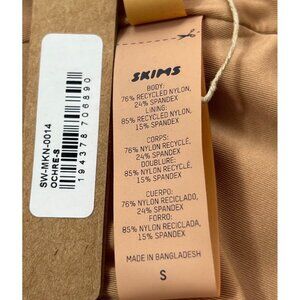 SW-MKN-0014
OCHRE-S
194378706890
SKIMS
BODY:
76% RECYCLED NYLON,
24% SPANDEX
LINING:
85% RECYCLED NYLON,
15% SPANDEX
CORPS:
76% NYLON RECYCLÉ,
24% SPANDEX
DOUBLURE:
85% NYLON RECYCLÉ,
15% SPANDEX
CUERPO:
76% NYLON RECICLADO,
24% SPANDEX
FORRO:
85% NYLON RECICLADA,
15% SPANDEX
MADE IN BANGLADESH
S